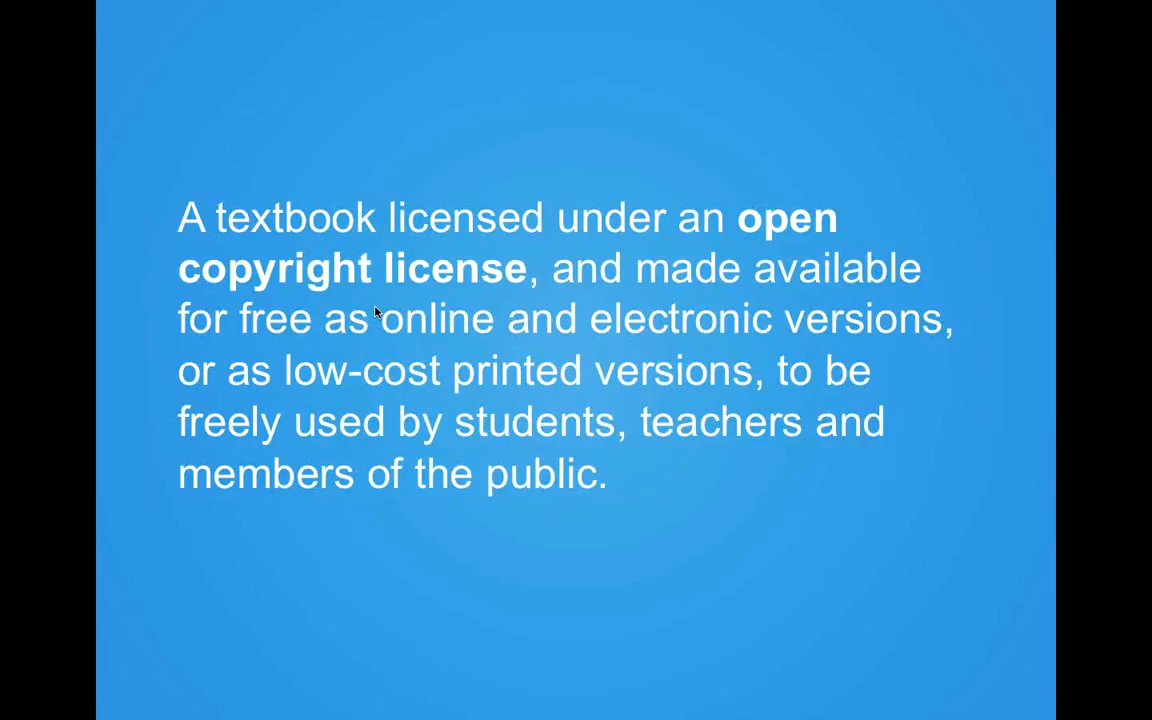 A textbook licensed under an open
copyright license, and made available
for free as online and electronic versions,
or as low-cost printed versions, to be
freely used by students, teachers and
members of the public.